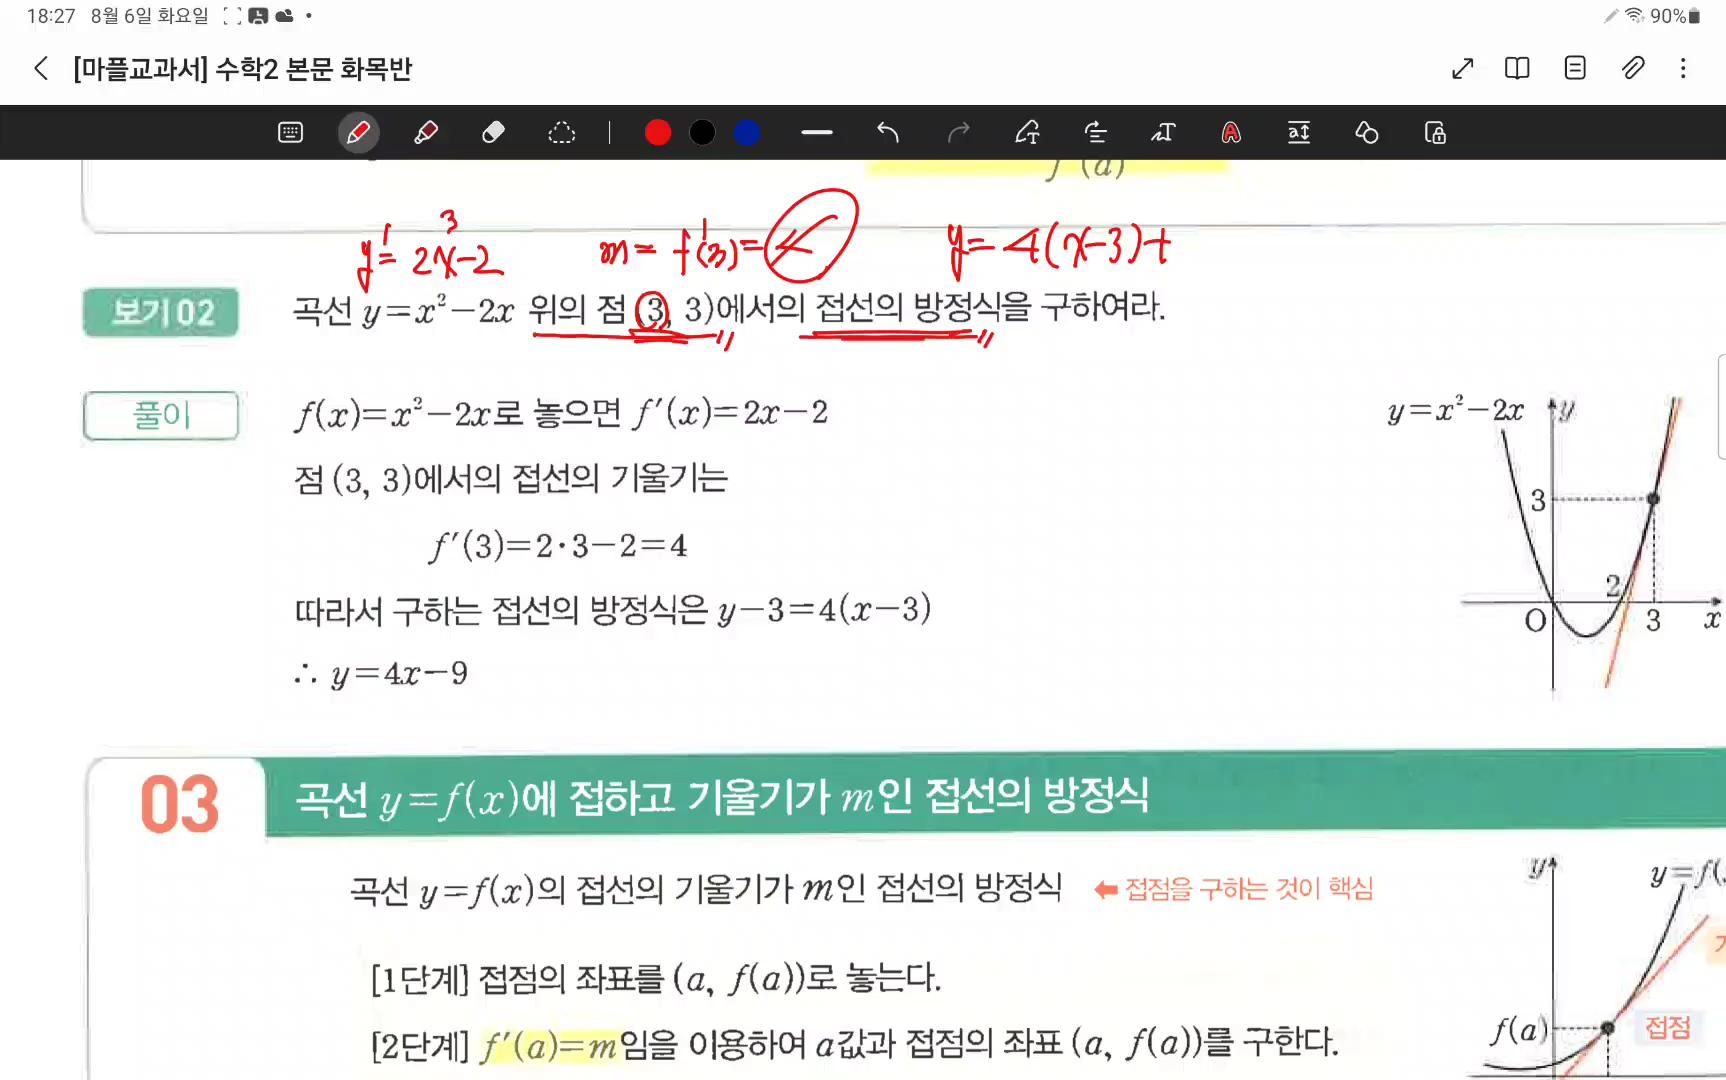 18:27 8월 6일 화요일 90%
[마플교과서] 수학2 본문 화목반
f′(a)
y′=2x−2 3 m=f′(3)=4 y=4(x−3)+
보기 02 곡선 y=x²−2x 위의 점 (3, 3)에서의 접선의 방정식을 구하여라.
풀이 f(x)=x²−2x로 놓으면 f′(x)=2x−2
점 (3, 3)에서의 접선의 기울기는
f′(3)=2·3−2=4
따라서 구하는 접선의 방정식은 y−3=4(x−3)
∴ y=4x−9
y=x²−2x y
3
2
O 3 x
03 곡선 y=f(x)에 접하고 기울기가 m인 접선의 방정식
곡선 y=f(x)의 접선의 기울기가 m인 접선의 방정식 ← 접점을 구하는 것이 핵심
[1단계] 접점의 좌표를 (a, f(a))로 놓는다.
[2단계] f′(a)=m임을 이용하여 a값과 접점의 좌표 (a, f(a))를 구한다.
y y=f(
f(a) 접점